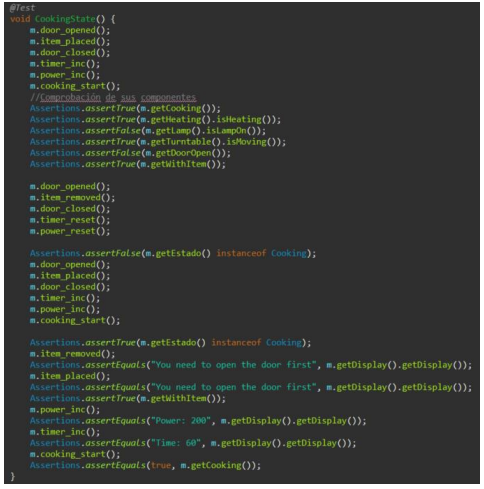 @Test
void CookingState() {
m.door_opened();
m.item_placed();
m.door_closed();
m.timer_inc();
m.power_inc();
m.cooking_start();
//Comprobación de sus componentes
Assertions.assertTrue(m.getCooking());
Assertions.assertTrue(m.getHeating().isHeating());
Assertions.assertFalse(m.getLamp().isLampOn());
Assertions.assertTrue(m.getTurntable().isMoving());
Assertions.assertFalse(m.getDoorOpen());
Assertions.assertTrue(m.getWithItem());
m.door_opened();
m.item_removed();
m.door_closed();
m.timer_reset();
m.power_reset();
Assertions.assertFalse(m.getEstado() instanceof Cooking);
m.door_opened();
m.item_placed();
m.door_closed();
m.timer_inc();
m.power_inc();
m.cooking_start();
Assertions.assertTrue(m.getEstado() instanceof Cooking);
m.item_removed();
Assertions.assertEquals("You need to open the door first", m.getDisplay().getDisplay());
m.item_placed();
Assertions.assertEquals("You need to open the door first", m.getDisplay().getDisplay());
Assertions.assertTrue(m.getWithItem());
m.power_inc();
Assertions.assertEquals("Power: 200", m.getDisplay().getDisplay());
m.timer_inc();
Assertions.assertEquals("Time: 60", m.getDisplay().getDisplay());
m.cooking_start();
Assertions.assertEquals(true, m.getCooking());
}